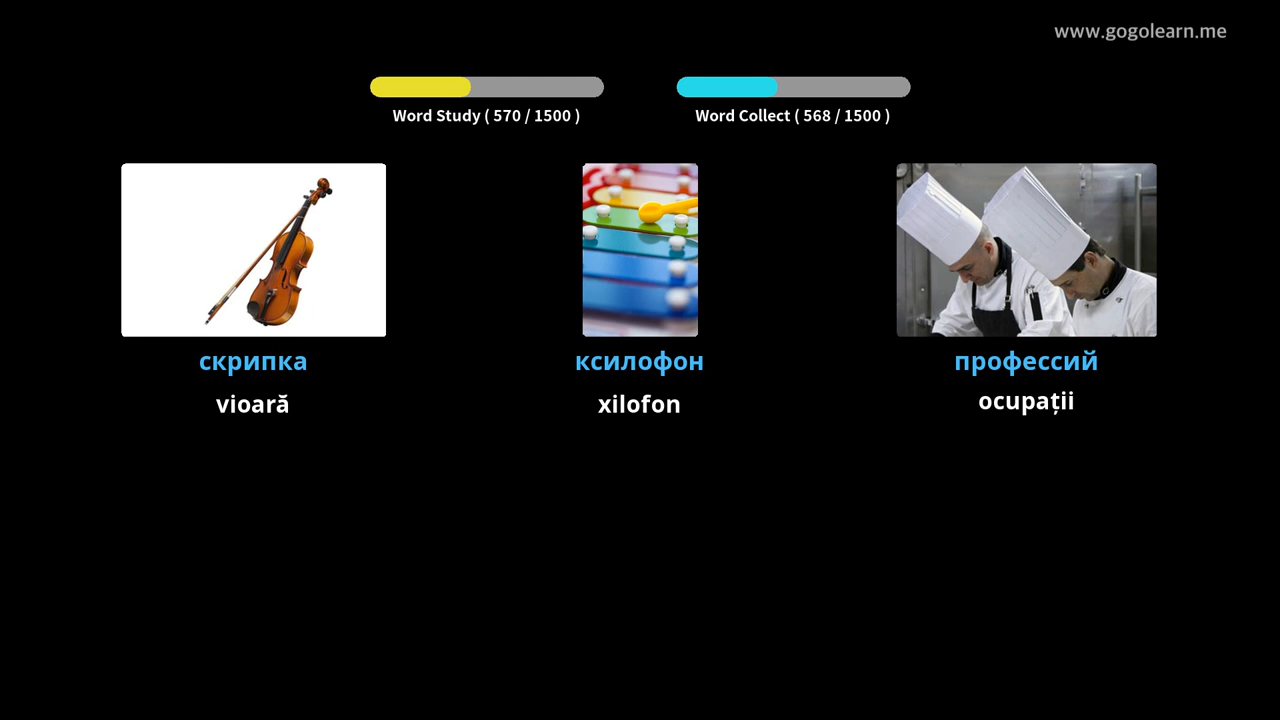 www.gogolearn.me
Word Study ( 570 / 1500 )
Word Collect ( 568 / 1500 )
скрипка
ксилофон
профессий
vioară
xilofon
ocupații